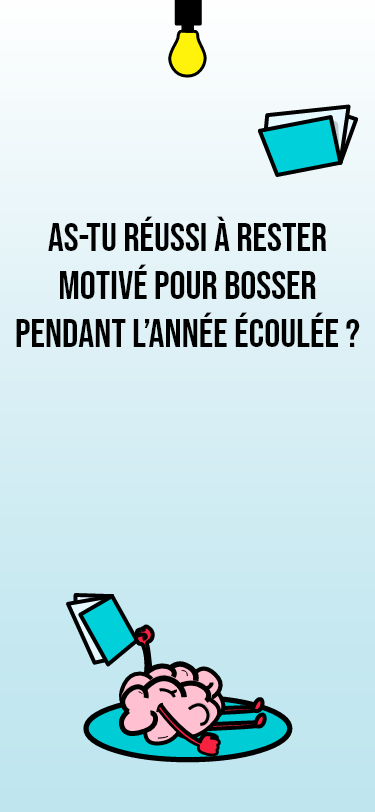 AS-TU RÉUSSI À RESTER
MOTIVÉ POUR BOSSER
PENDANT L’ANNÉE ÉCOULÉE ?